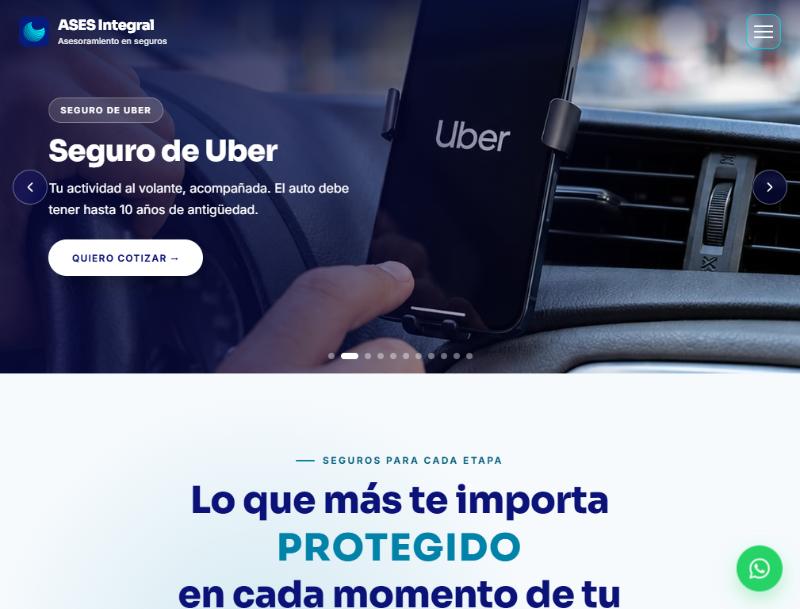 ASES Integral
Asesoramiento en seguros
SEGURO DE UBER
Seguro de Uber
Tu actividad al volante, acompañada. El auto debe
tener hasta 10 años de antigüedad.
QUIERO COTIZAR →
Uber
SEGUROS PARA CADA ETAPA
Lo que más te importa
PROTEGIDO
en cada momento de tu